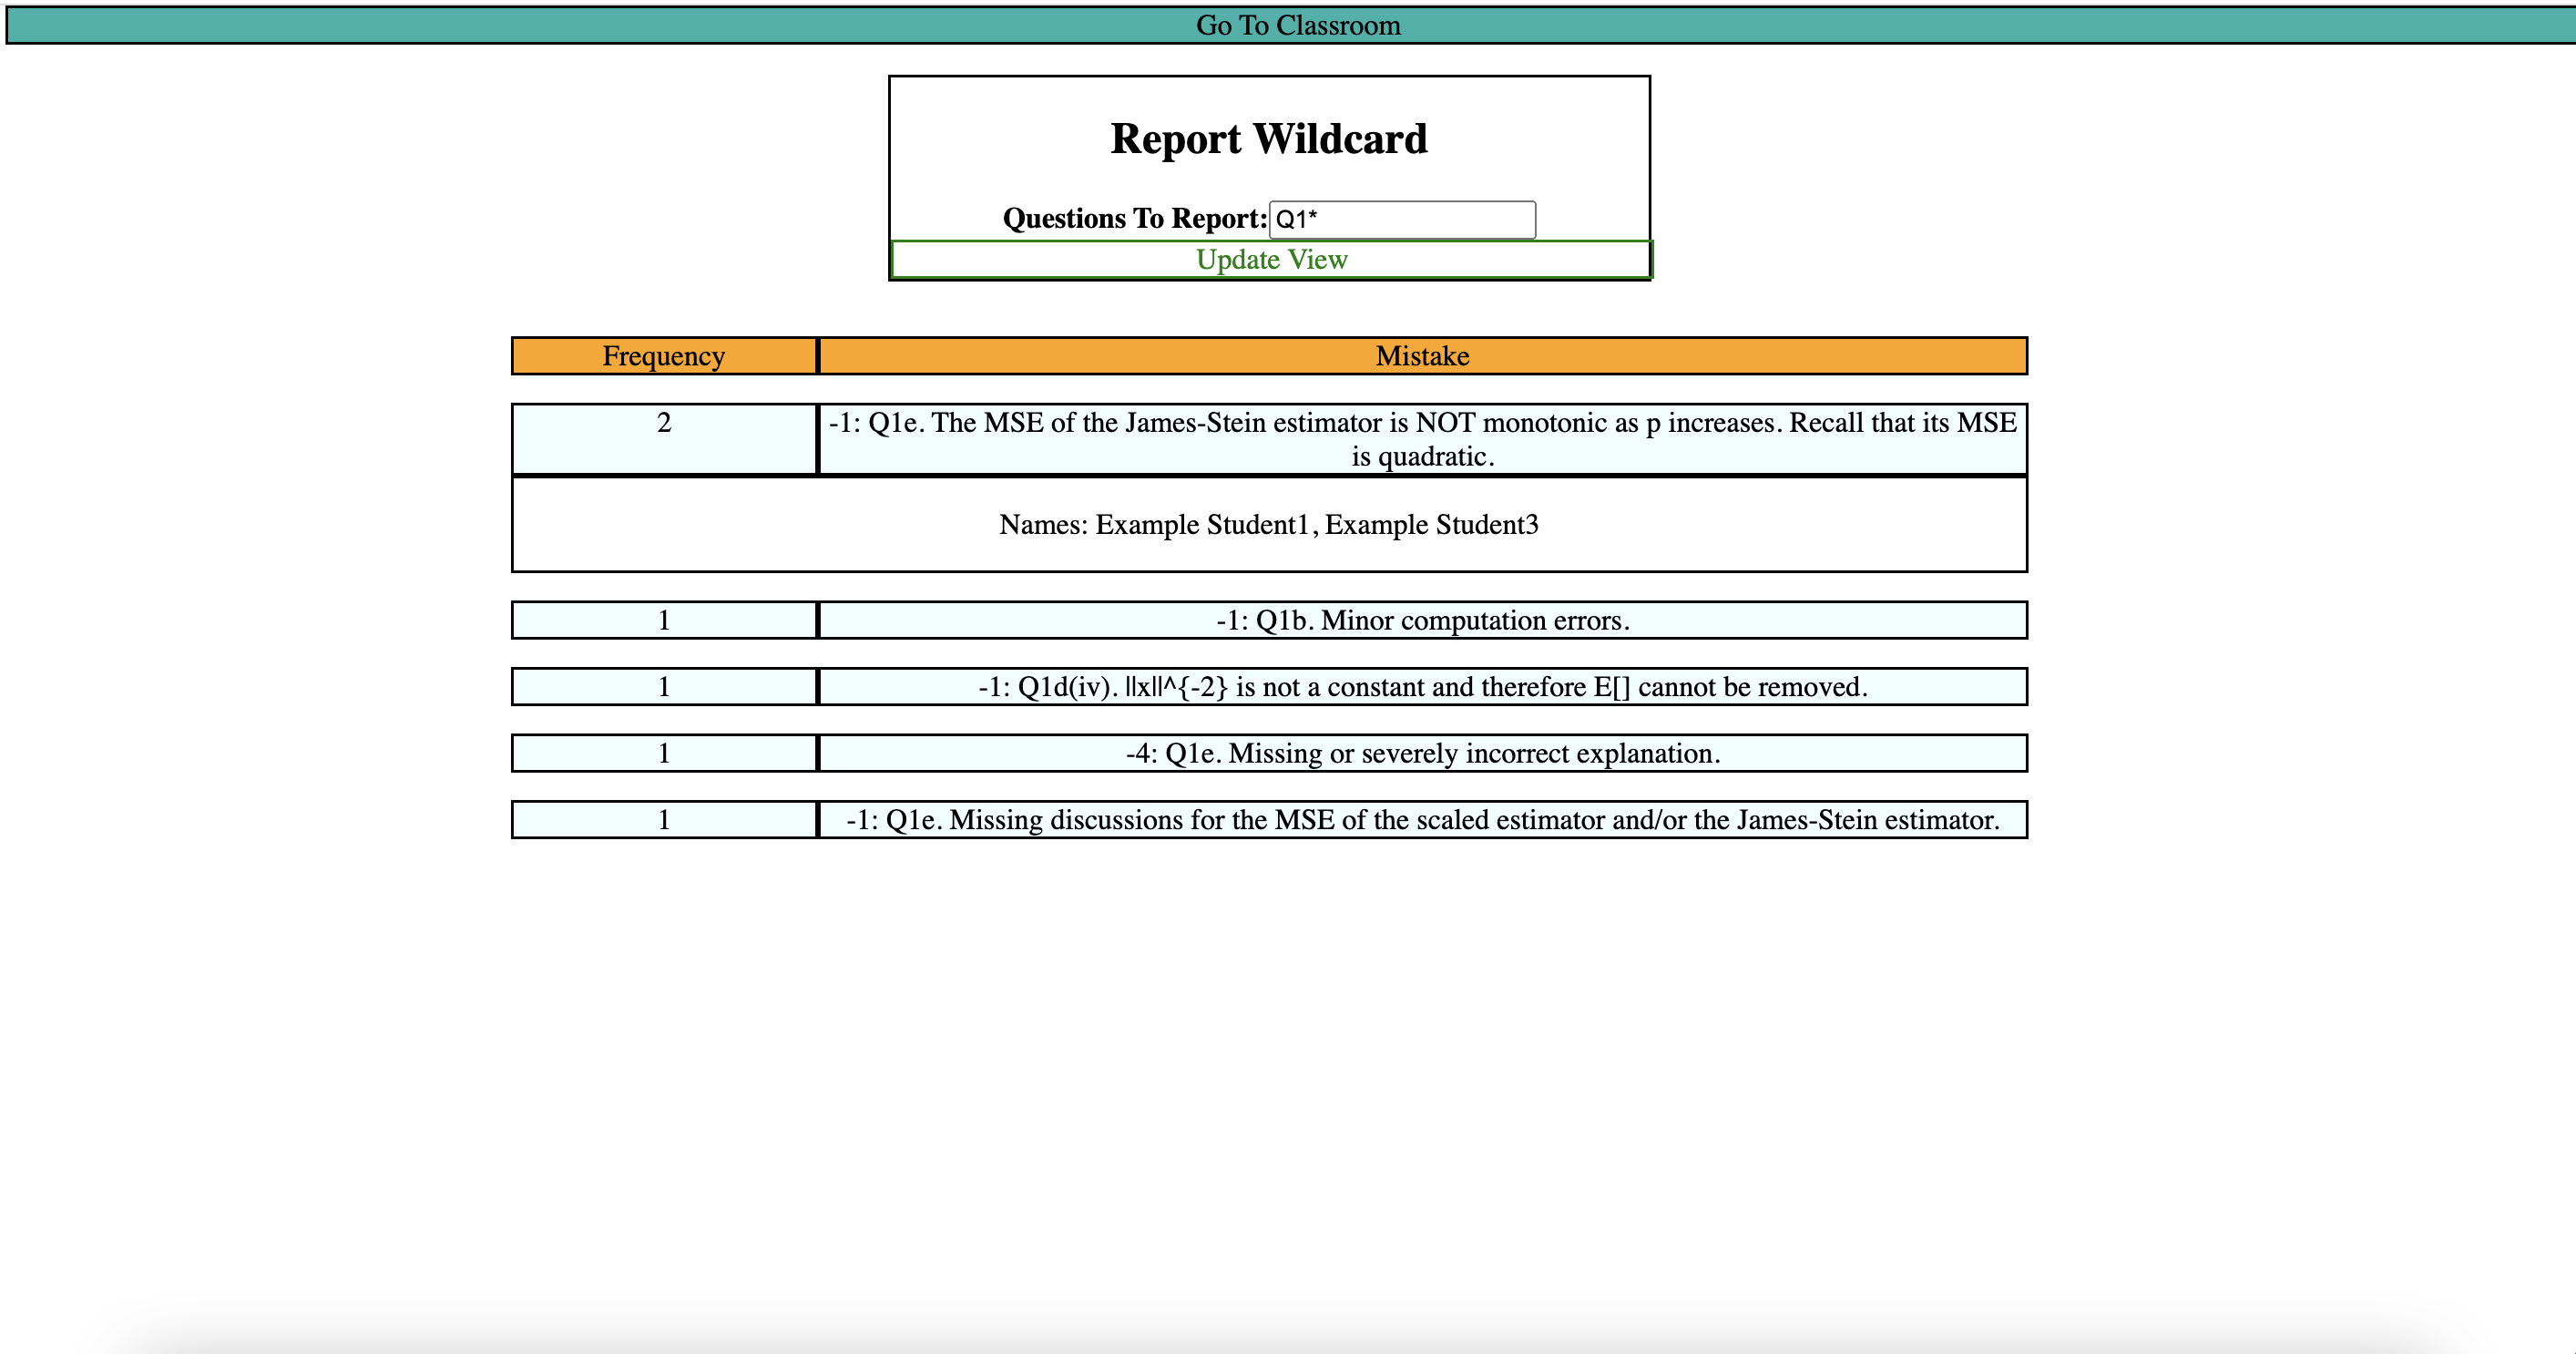 Go To Classroom
Report Wildcard
Questions To Report: Q1*
Update View
Frequency Mistake
2 -1: Q1e. The MSE of the James-Stein estimator is NOT monotonic as p increases. Recall that its MSE
is quadratic.
Names: Example Student1, Example Student3
1 -1: Q1b. Minor computation errors.
1 -1: Q1d(iv). ||x||^{-2} is not a constant and therefore E[] cannot be removed.
1 -4: Q1e. Missing or severely incorrect explanation.
1 -1: Q1e. Missing discussions for the MSE of the scaled estimator and/or the James-Stein estimator.